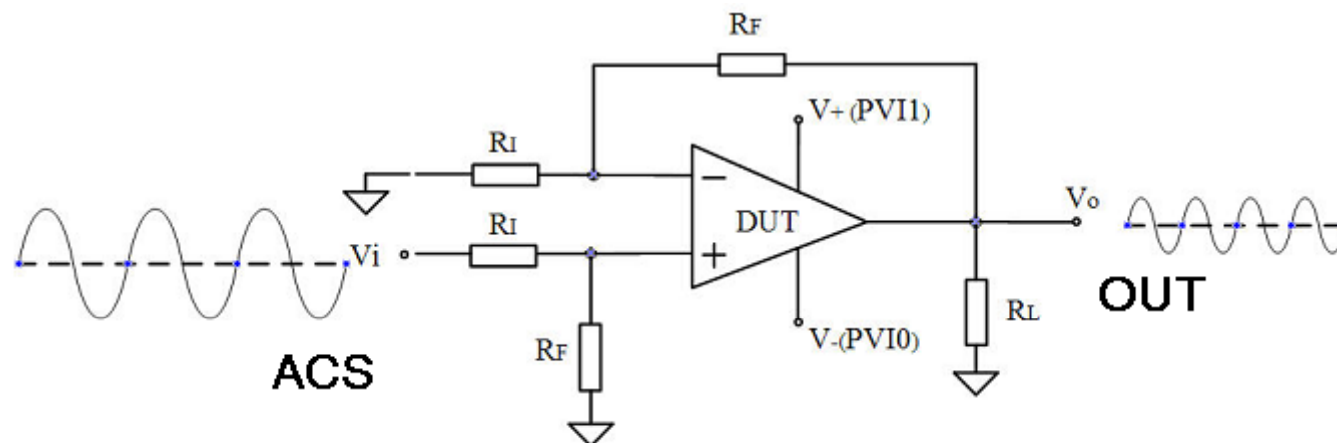 RF
V+(PVI1)
RI
−
DUT
Vo
RI
Vi
+
OUT
RL
V-(PVI0)
RF
ACS